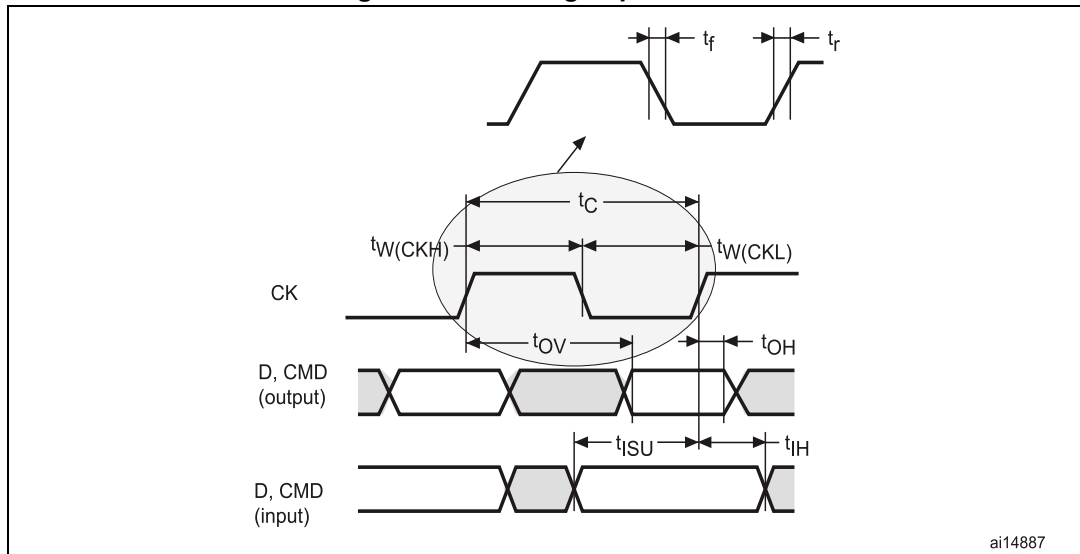 tf
tr
tC
tW(CKH)
tW(CKL)
CK
tOV
tOH
D, CMD
(output)
tISU
tIH
D, CMD
(input)
ai14887